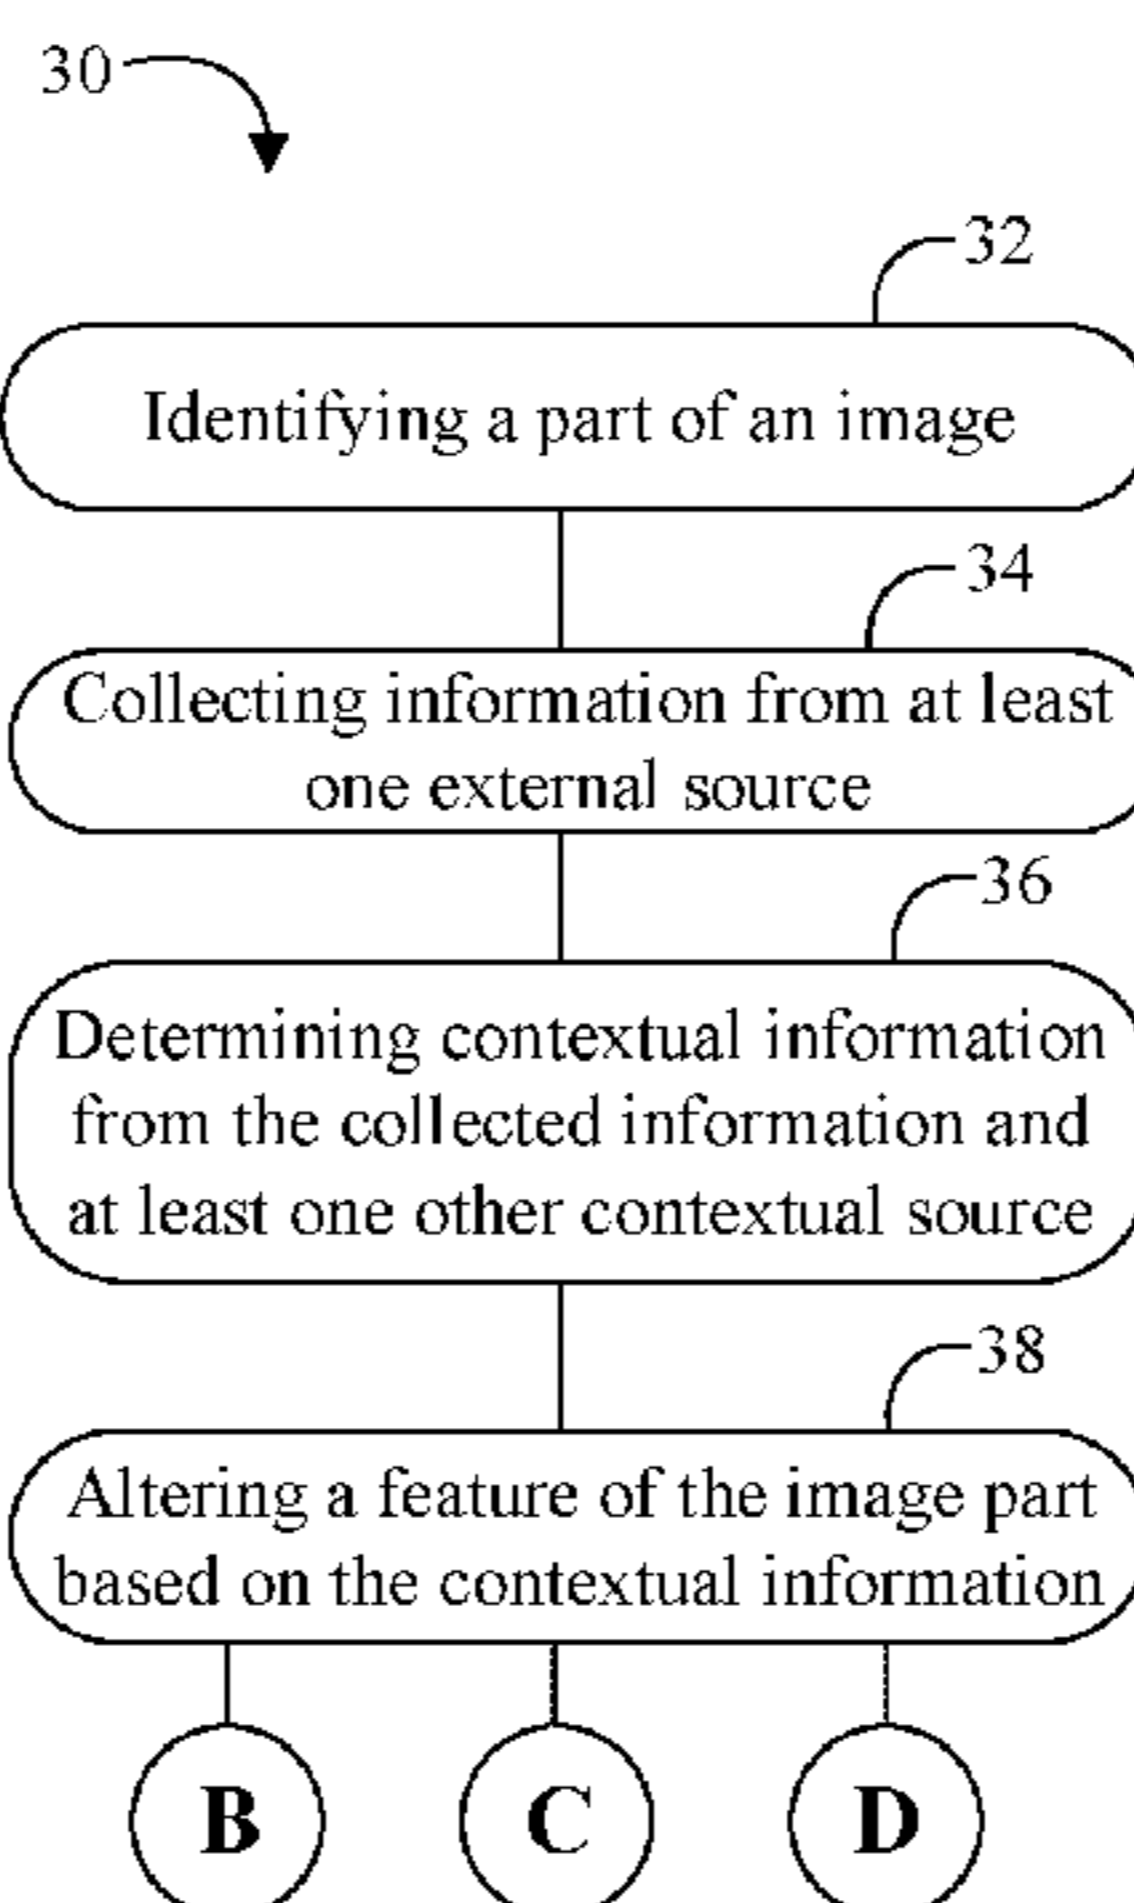 30
32
Identifying a part of an image
34
Collecting information from at least
one external source
36
Determining contextual information
from the collected information and
at least one other contextual source
38
Altering a feature of the image part
based on the contextual information
B C D